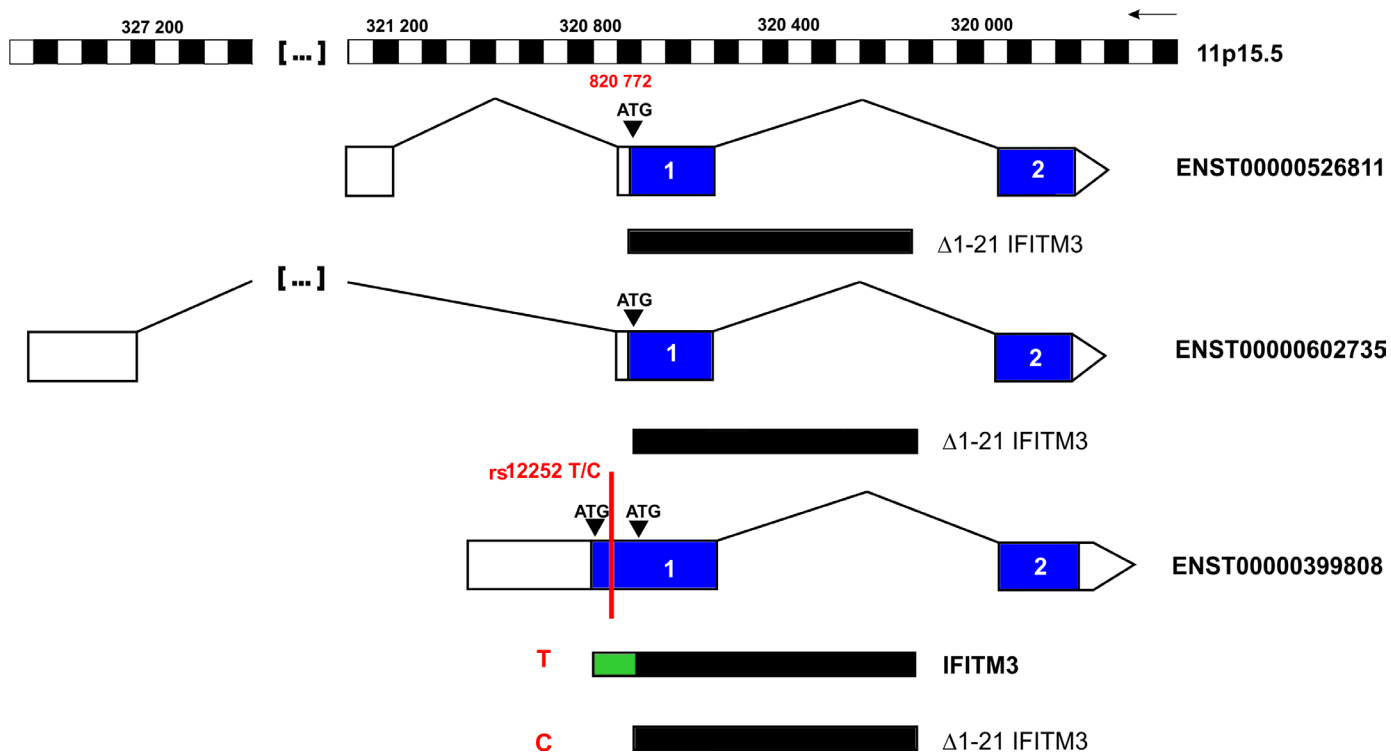 327 200
321 200
320 800
320 400
320 000
[ ... ]
11p15.5
820 772
ATG
1
2
ENST00000526811
Δ1-21 IFITM3
[ ... ]
ATG
1
2
ENST00000602735
Δ1-21 IFITM3
rs12252 T/C
ATG
ATG
1
2
ENST00000399808
T
IFITM3
C
Δ1-21 IFITM3